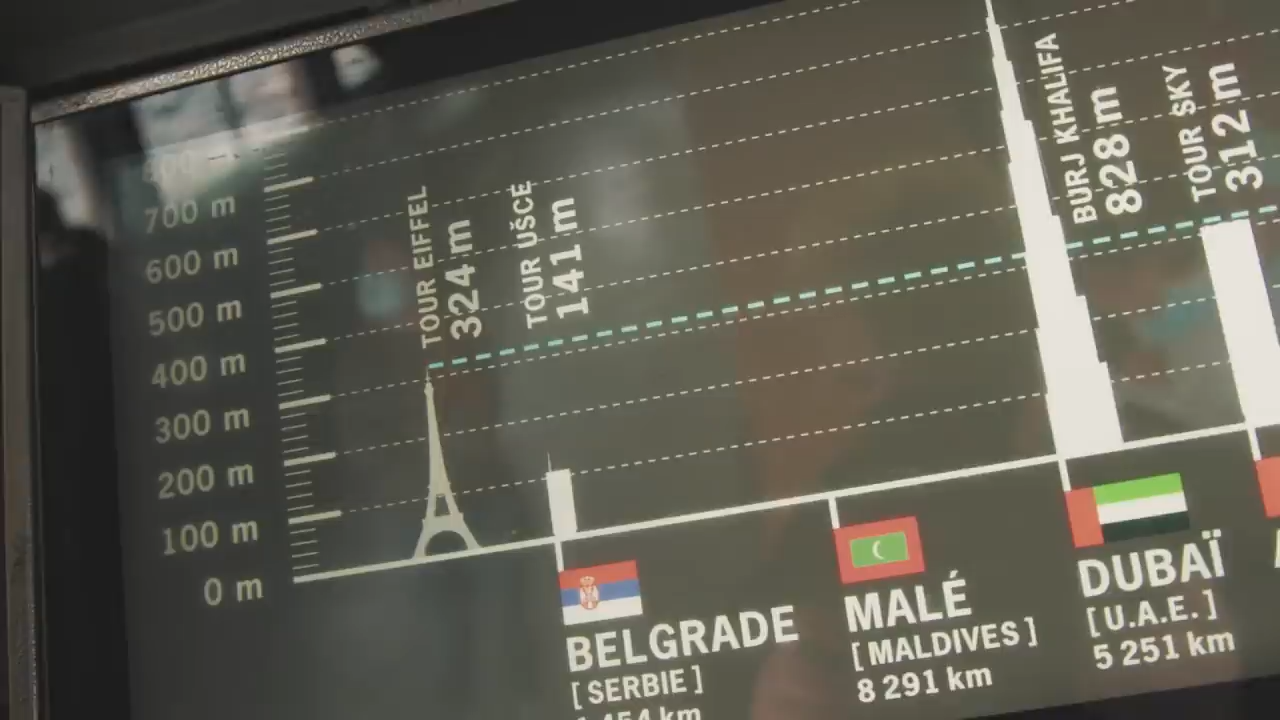 800 m
700 m
600 m
500 m
400 m
300 m
200 m
100 m
0 m
TOUR EIFFEL
324 m
TOUR UŠĆE
141 m
BURJ KHALIFA
828 m
TOUR SKY
312 m
BELGRADE
[ SERBIE ]
MALÉ
[ MALDIVES ]
8 291 km
DUBAÏ
[ U.A.E. ]
5 251 km